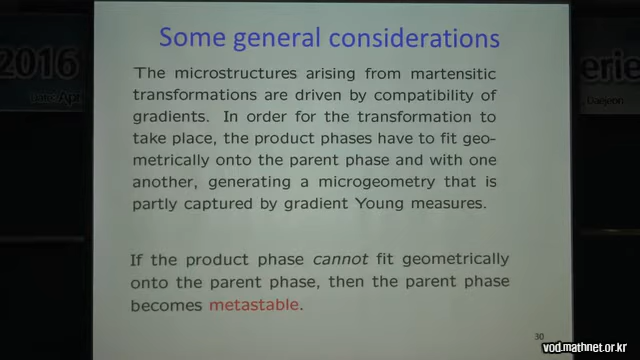 Some general considerations
2016
erie
, Daejeon
The microstructures arising from martensitic
transformations are driven by compatibility of
gradients. In order for the transformation to
take place, the product phases have to fit geo-
metrically onto the parent phase and with one
another, generating a microgeometry that is
partly captured by gradient Young measures.
If the product phase cannot fit geometrically
onto the parent phase, then the parent phase
becomes metastable.
30
vod.mathnet.or.kr